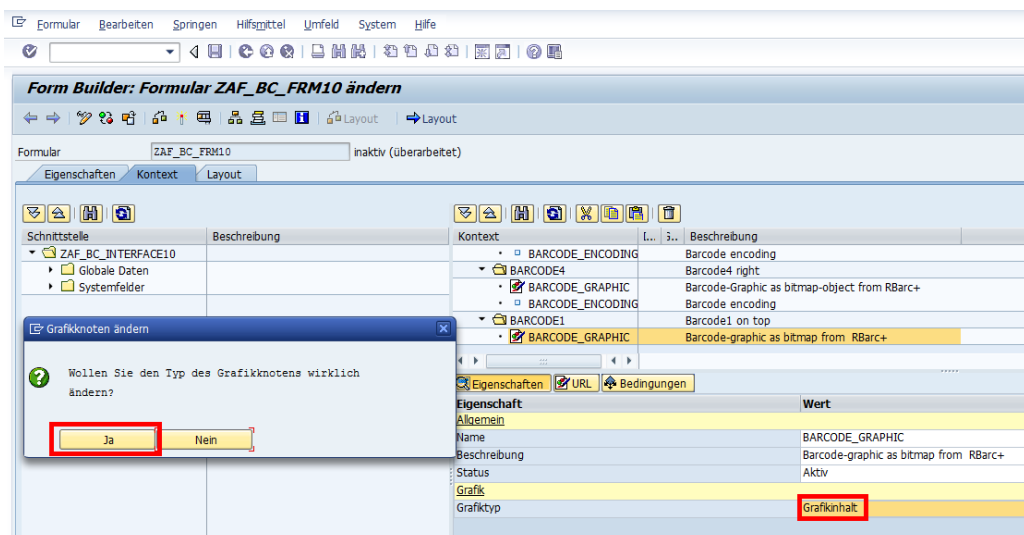 Formular Bearbeiten Springen Hilfsmittel Umfeld System Hilfe
Form Builder: Formular ZAF_BC_FRM10 ändern
Layout Layout
Formular ZAF_BC_FRM10 inaktiv (überarbeitet)
Eigenschaften Kontext Layout
Schnittstelle Beschreibung
ZAF_BC_INTERFACE10
Globale Daten
Systemfelder
Kontext I... Beschreibung
BARCODE_ENCODING Barcode encoding
BARCODE4 Barcode4 right
BARCODE_GRAPHIC Barcode-Graphic as bitmap-object from RBarc+
BARCODE_ENCODING Barcode encoding
BARCODE1 Barcode1 on top
BARCODE_GRAPHIC Barcode-graphic as bitmap from RBarc+
Grafikknoten ändern
Wollen Sie den Typ des Grafikknotens wirklich
ändern?
Ja Nein
Eigenschaften URL Bedingungen
Eigenschaft Wert
Allgemein
Name BARCODE_GRAPHIC
Beschreibung Barcode-graphic as bitmap from RBarc+
Status Aktiv
Grafik
Grafiktyp Grafikinhalt